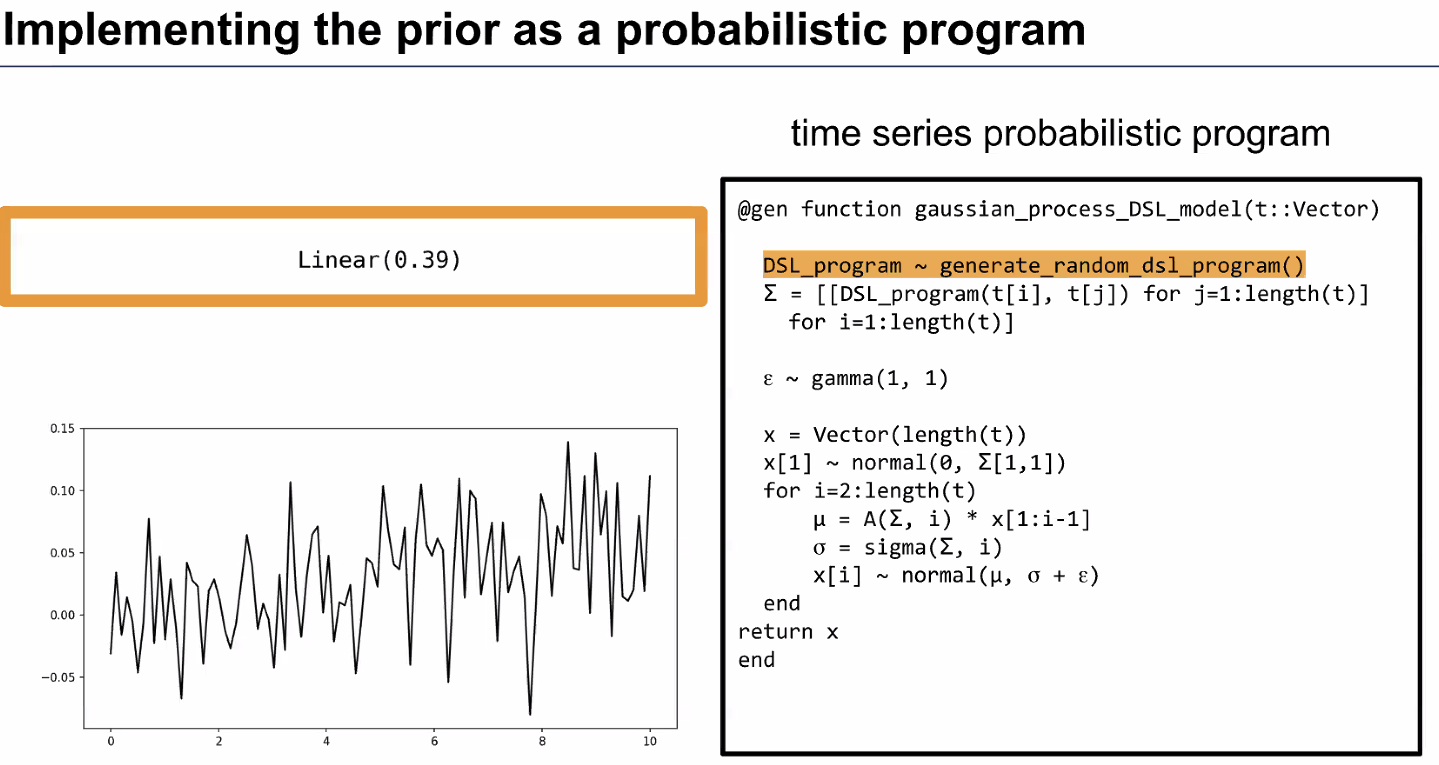 Implementing the prior as a probabilistic program
time series probabilistic program
Linear(0.39)
@gen function gaussian_process_DSL_model(t::Vector)
DSL_program ~ generate_random_dsl_program()
Σ = [[DSL_program(t[i], t[j]) for j=1:length(t)]
for i=1:length(t)]
ε ~ gamma(1, 1)
x = Vector(length(t))
x[1] ~ normal(0, Σ[1,1])
for i=2:length(t)
μ = A(Σ, i) * x[1:i-1]
σ = sigma(Σ, i)
x[i] ~ normal(μ, σ + ε)
end
return x
end
0.15
0.10
0.05
0.00
−0.05
0 2 4 6 8 10